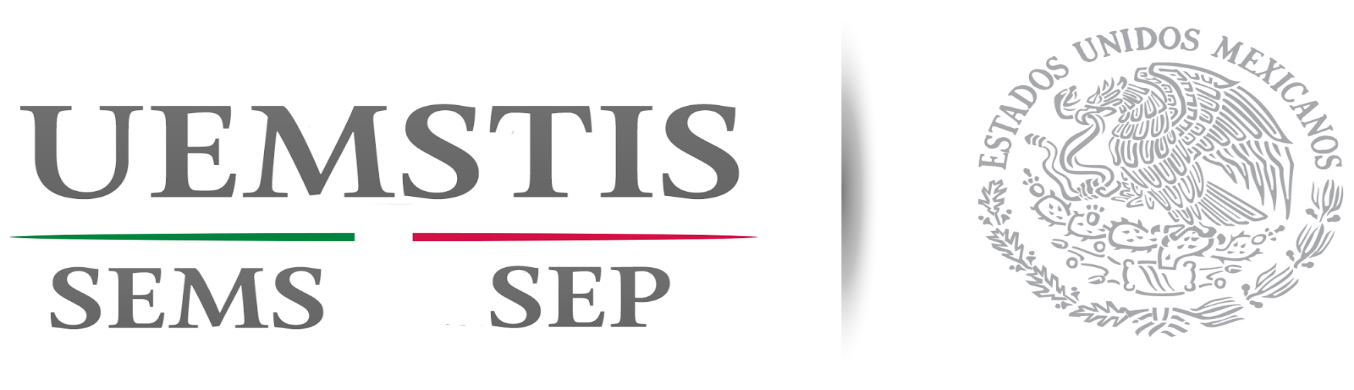 UEMSTIS
SEMS SEP
ESTADOS UNIDOS MEXICANOS